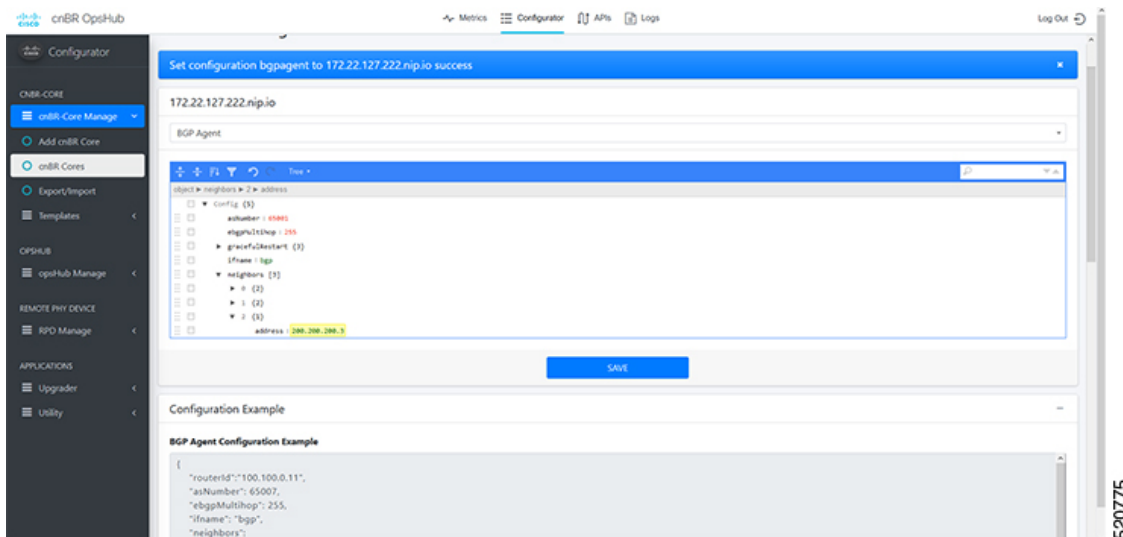 cisco cnBR OpsHub
Metrics Configurator APIs Logs
Log Out
cisco Configurator
CNBR-CORE
cnBR-Core Manage
Add cnBR Core
cnBR Cores
Export/Import
Templates
OPSHUB
opsHub Manage
REMOTE PHY DEVICE
RPD Manage
APPLICATIONS
Upgrader
Utility
Set configuration bgpagent to 172.22.127.222.nip.io success ×
172.22.127.222.nip.io
BGP Agent
Tree
object ► neighbors ► 2 ► address
▼ Config {5}
asNumber : 65001
ebgpMultihop : 255
► gracefulRestart {3}
ifname : bgp
▼ neighbors [3]
► 0 {2}
► 1 {2}
▼ 2 {1}
address : 200.200.200.3
SAVE
Configuration Example −
BGP Agent Configuration Example
{
"routerId":"100.100.0.11",
"asNumber": 65007,
"ebgpMultihop": 255,
"ifname": "bgp",
"neighbors":
520775